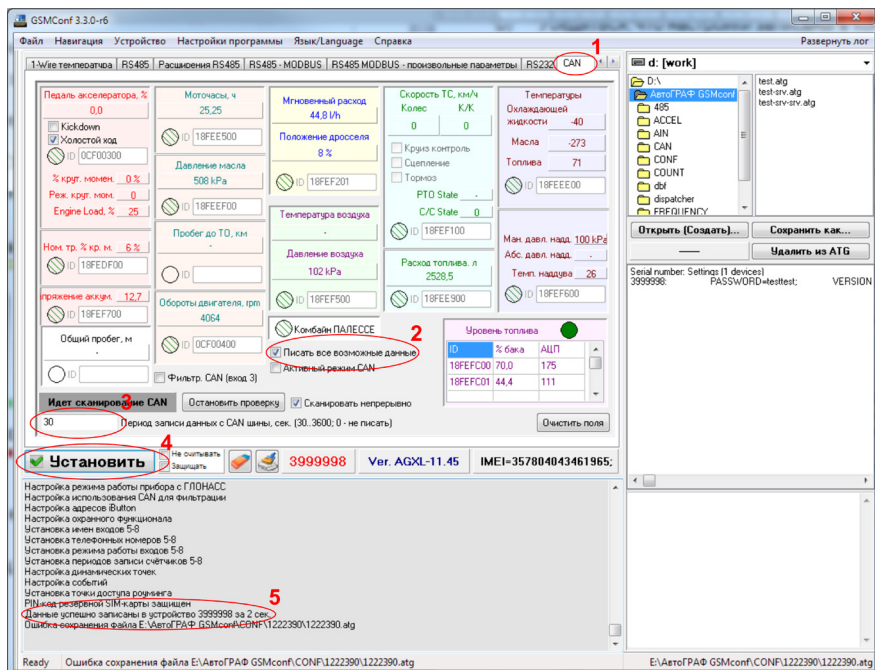 GSMConf 3.3.0-r6
Файл Навигация Устройство Настройки программы Язык/Language Справка Развернуть лог
1
1-Wire температура RS485 Расширения RS485 RS485 - MODBUS RS485 MODBUS - произвольные параметры RS232 CAN
Педаль акселератора, %
0,0
Kickdown
Холостой ход
ID 0CF00300
% крут. момен. 0 %
Реж. крут. мом. 0
Engine Load, % 25
Ном. тр. % кр. м. 6 %
ID 18FEDF00
пряжение аккум. 12,7
ID 18FEF700
Общий пробег, м
-
ID
Моточасы, ч
25,25
ID 18FEE500
Давление масла
508 kPa
ID 18FEEF00
Пробег до ТО, км
-
ID
Обороты двигателя, rpm
4064
ID 0CF00400
Фильтр. CAN (вход 3)
Мгновенный расход
44,8 l/h
Положение дросселя
8 %
ID 18FEF201
Температура воздуха
-
Давление воздуха
102 kPa
ID 18FEF500
Комбайн ПАЛЕССЕ
2
Писать все возможные данные
Активный режим CAN
Скорость ТС, км/ч
Колес К/К
0 0
Круиз контроль
Сцепление
Тормоз
PTO State -
C/C State 0
ID 18FEF100
Расход топлива. л
2528,5
ID 18FEE900
Температуры
Охлаждающей
жидкости -40
Масла -273
Топлива 71
ID 18FEEE00
Ман. давл. надд. 100 kPa
Абс. давл. надд. -
Темп. наддува 26
ID 18FEF600
Уровень топлива
ID % бака АЦП
18FEFC00 70,0 175
18FEFC01 44,4 111
Идет сканирование CAN Остановить проверку Сканировать непрерывно
3
30 Период записи данных с CAN шины, сек. (30..3600; 0 - не писать) Очистить поля
4
Установить Не считывать
Защищать
3999998 Ver. AGXL-11.45 IMEI=357804043461965;
Настройка режима работы прибора с ГЛОНАСС
Настройка использования CAN для фильтрации
Настройка адресов iButton
Настройка охранного функционала
Установка имен входов 5-8
Установка телефонных номеров 5-8
Установка режима работы входов 5-8
Установка периодов записи счётчиков 5-8
Настройка динамических точек
Настройка событий
Установка точки доступа роуминга
PIN-код резервной SIM-карты защищен
5
Данные успешно записаны в устройство 3999998 за 2 сек.
Ошибка сохранения файла E:\АвтоГРАФ GSMconf\CONF\1222390\1222390.atg
d: [work]
D:\
АвтоГРАФ GSMconf
485
ACCEL
AIN
CAN
CONF
COUNT
dbf
dispatcher
FREQUENCY
test.atg
test-srv.atg
test-srv-srv.atg
Открыть (Создать)... Сохранить как...
Удалить из ATG
Serial number: Settings (1 devices)
3999998: PASSWORD=testtest; VERSION
Ready Ошибка сохранения файла E:\АвтоГРАФ GSMconf\CONF\1222390\1222390.atg E:\АвтоГРАФ GSMconf\CONF\1222390\1222390.atg